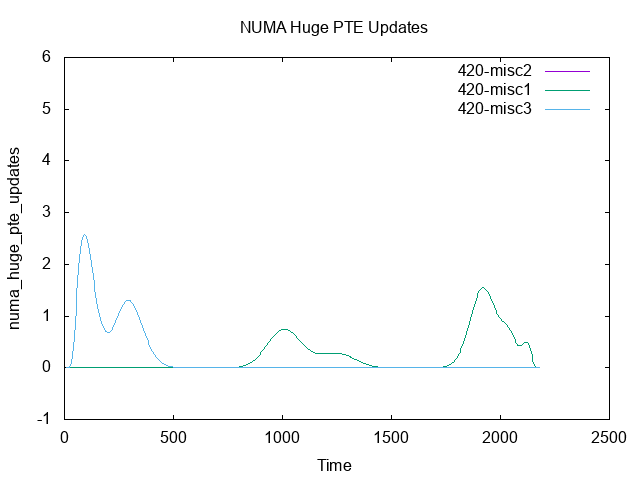 NUMA Huge PTE Updates
6
5
4
3
2
1
0
-1
numa_huge_pte_updates
420-misc2
420-misc1
420-misc3
0 500 1000 1500 2000 2500
Time